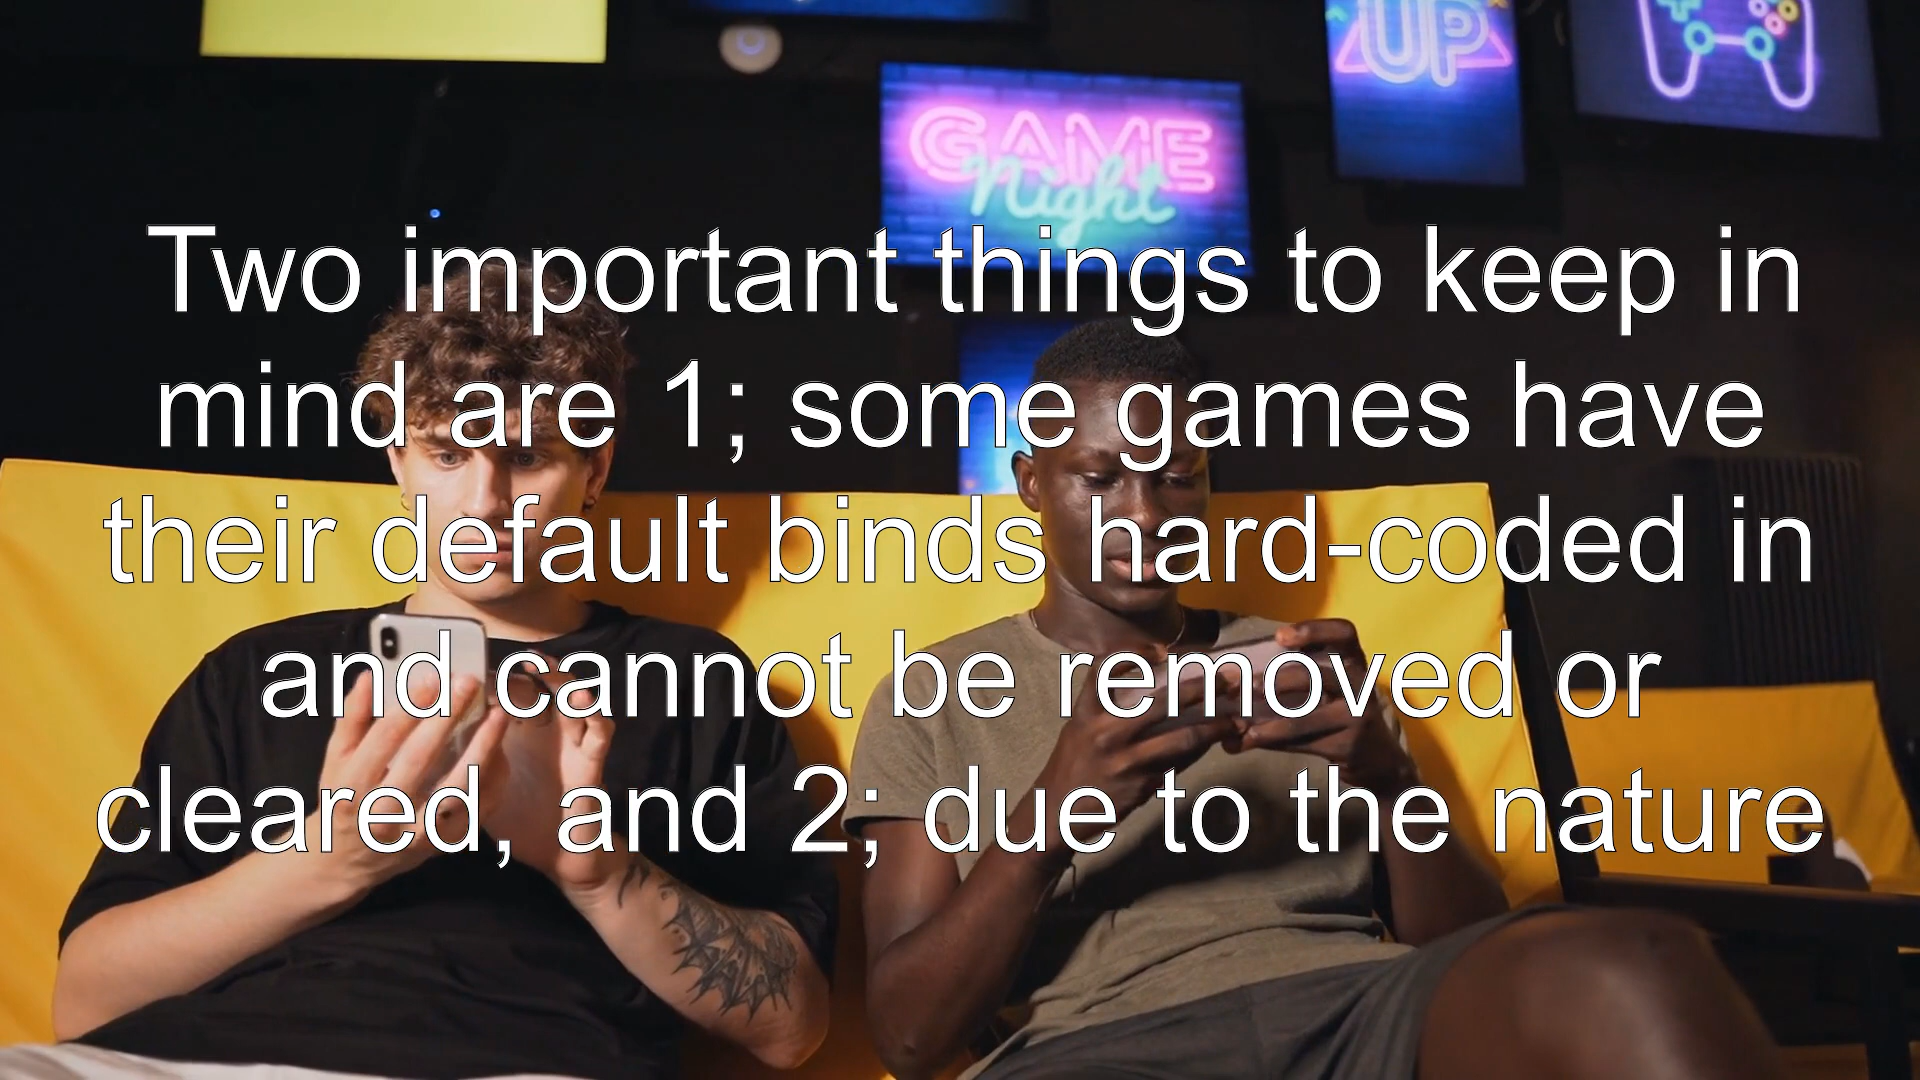 UP
GAME
Night
Two important things to keep in
mind are 1; some games have
their default binds hard-coded in
and cannot be removed or
cleared, and 2; due to the nature